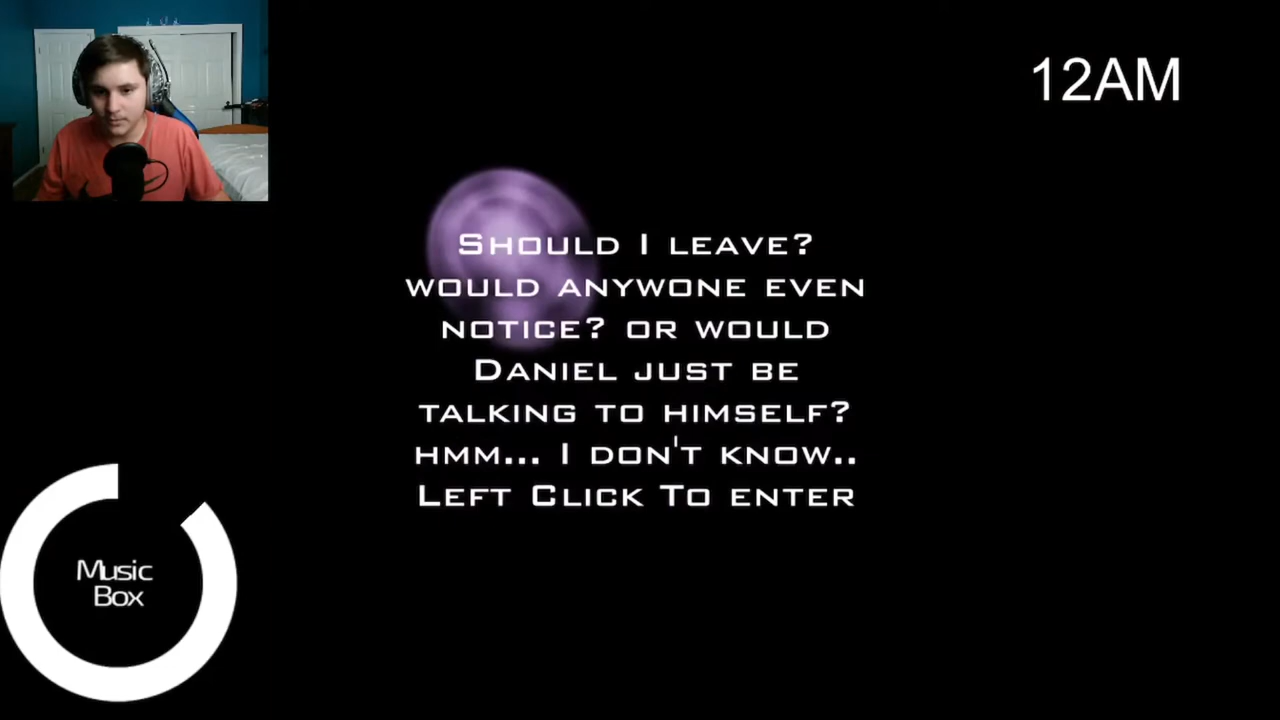 12AM
Should I leave?
would anywone even
notice? or would
Daniel just be
talking to himself?
hmm... I don't know..
Left Click To enter
Music
Box